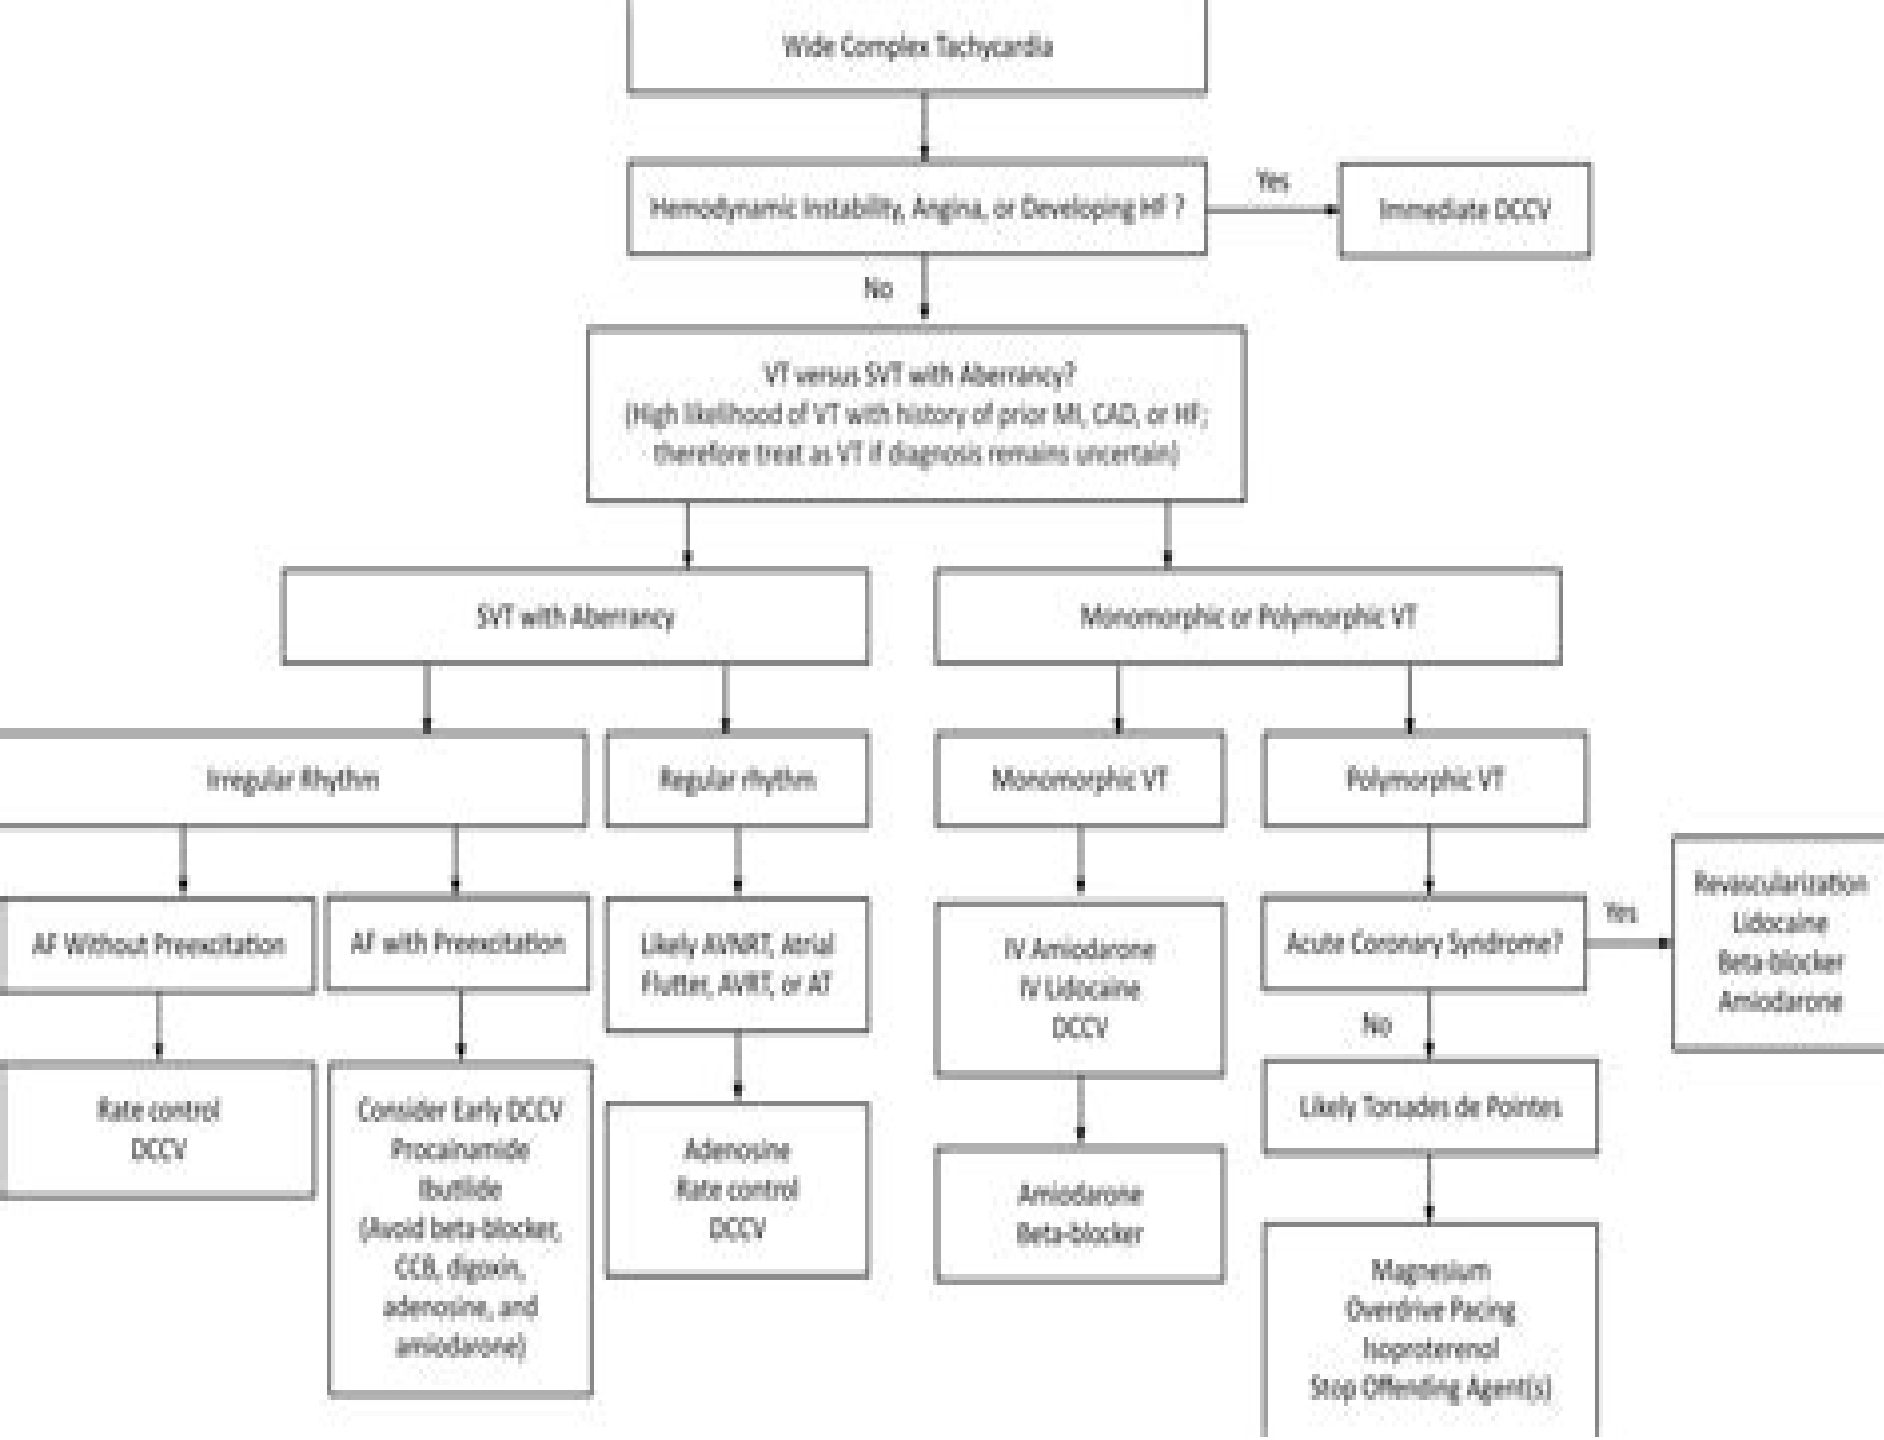 Wide Complex Tachycardia
Hemodynamic Instability, Angina, or Developing HF ?
Yes
Immediate DCCV
No
VT versus SVT with Aberrancy?
(High likelihood of VT with history of prior MI, CAD, or HF;
therefore treat as VT if diagnosis remains uncertain)
SVT with Aberrancy
Monomorphic or Polymorphic VT
Irregular Rhythm
Regular rhythm
Monomorphic VT
Polymorphic VT
AF Without Preexcitation
AF with Preexcitation
Likely AVNRT, Atrial
Flutter, AVRT, or AT
IV Amiodarone
IV Lidocaine
DCCV
Acute Coronary Syndrome?
Yes
Revascularization
Lidocaine
Beta-blocker
Amiodarone
No
Rate control
DCCV
Consider Early DCCV
Procainamide
Ibutilide
(Avoid beta-blocker,
CCB, digoxin,
adenosine, and
amiodarone)
Adenosine
Rate control
DCCV
Amiodarone
Beta-blocker
Likely Torsades de Pointes
Magnesium
Overdrive Pacing
Isoproterenol
Stop Offending Agent(s)